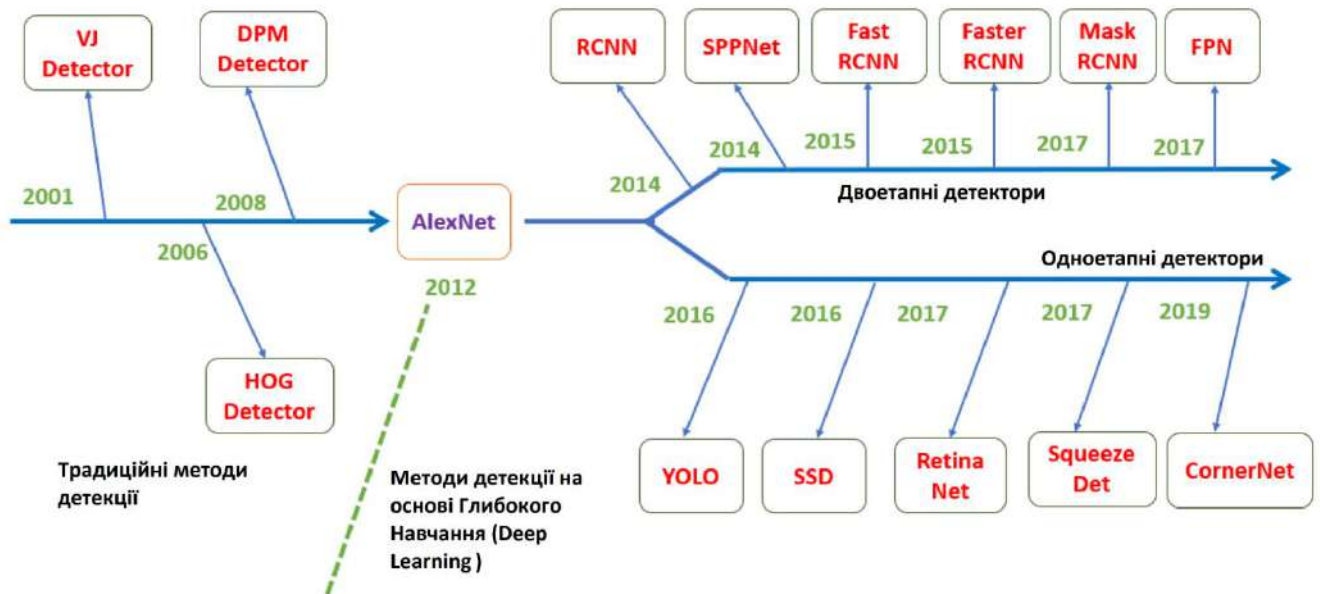 VJ
Detector
DPM
Detector
RCNN
SPPNet
Fast
RCNN
Faster
RCNN
Mask
RCNN
FPN
2014
2014
2015
2015
2017
2017
Двоетапні детектори
2001
2008
2006
AlexNet
2012
Одноетапні детектори
2016
2016
2017
2017
2019
HOG
Detector
YOLO
SSD
Retina
Net
Squeeze
Det
CornerNet
Традиційні методи
детекції
Методи детекції на
основі Глибокого
Навчання (Deep
Learning )